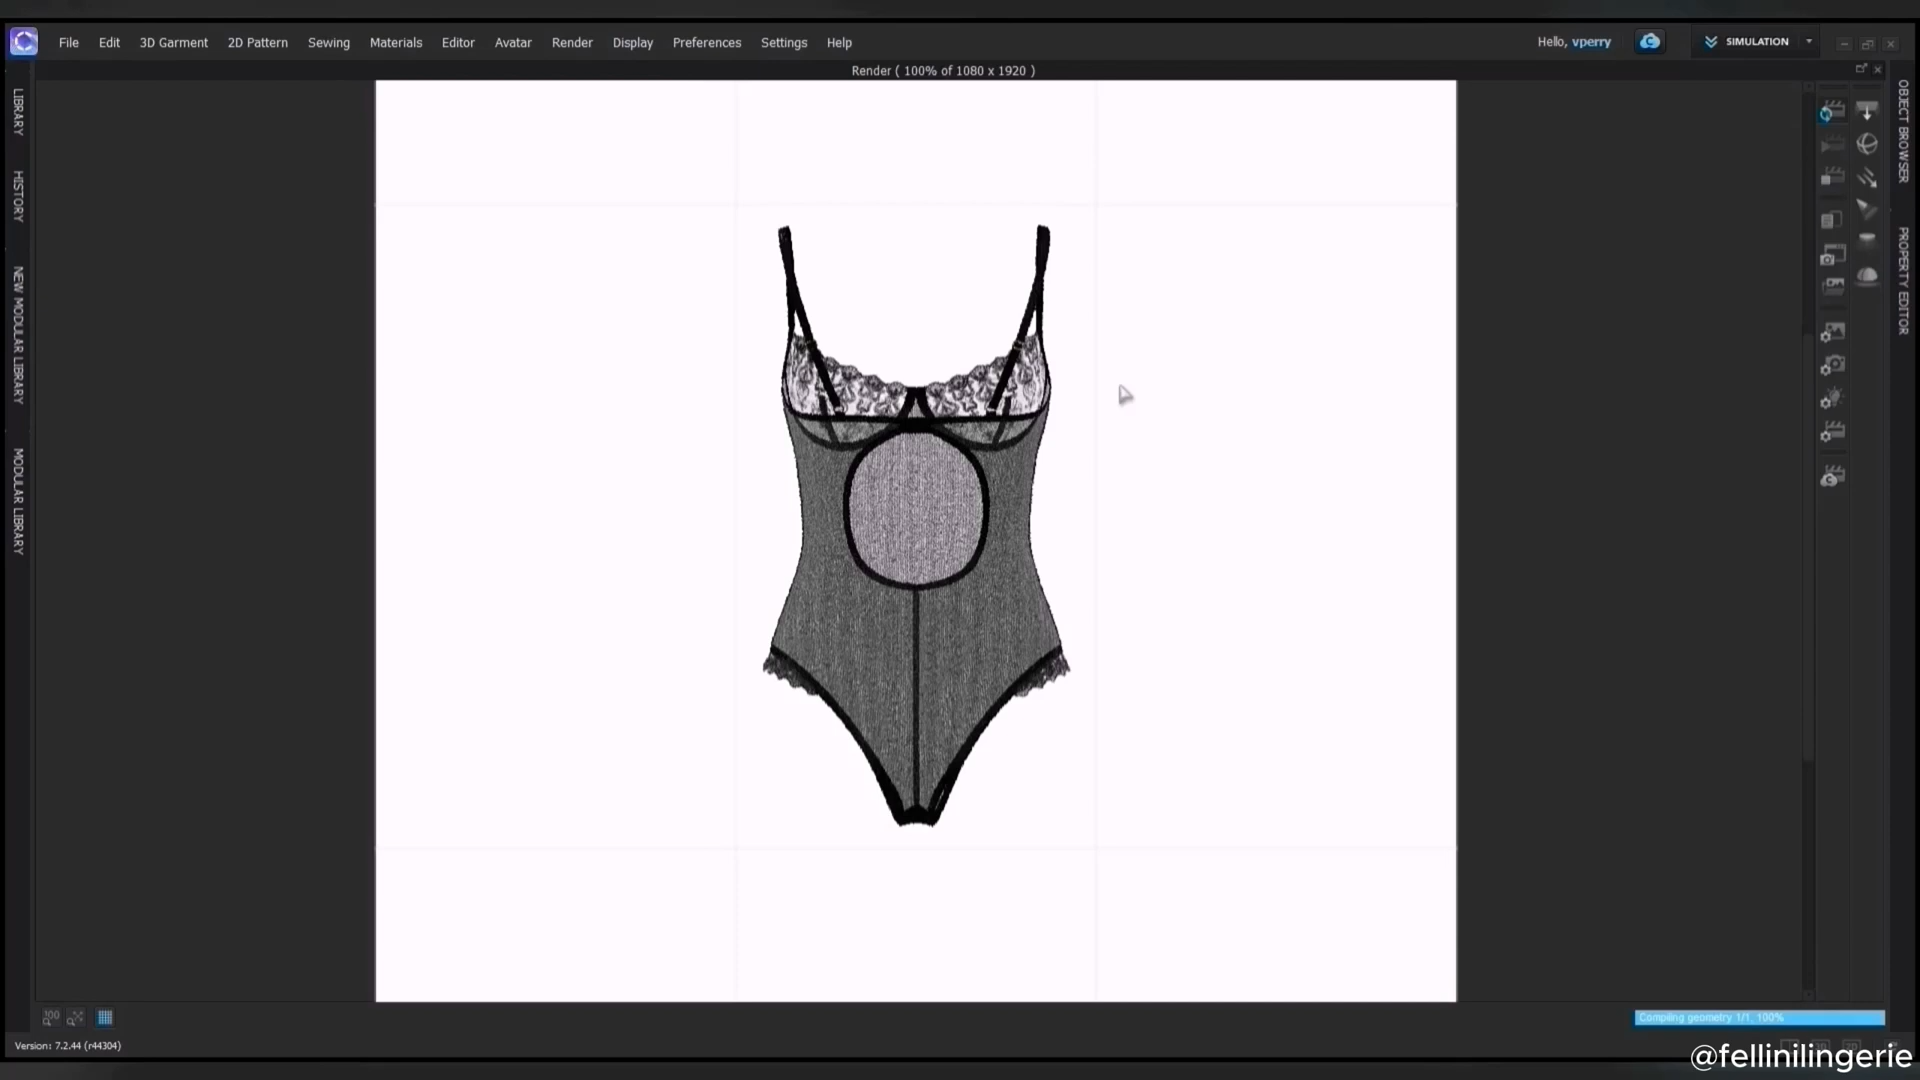 File Edit 3D Garment 2D Pattern Sewing Materials Editor Avatar Render Display Preferences Settings Help
Hello, vperry
SIMULATION
Render ( 100% of 1080 x 1920 )
LIBRARY
HISTORY
NEW MODULAR LIBRARY
MODULAR LIBRARY
OBJECT BROWSER
PROPERTY EDITOR
100
Compiling geometry 1/1, 100%
Version: 7.2.44 (r44304)
@fellinilingerie